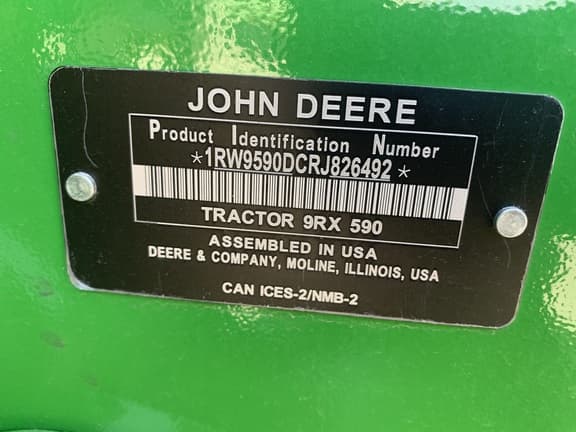 JOHN DEERE
Product Identification Number
*1RW9590DCRJ826492*
TRACTOR 9RX 590
ASSEMBLED IN USA
DEERE & COMPANY, MOLINE, ILLINOIS, USA
CAN ICES-2/NMB-2